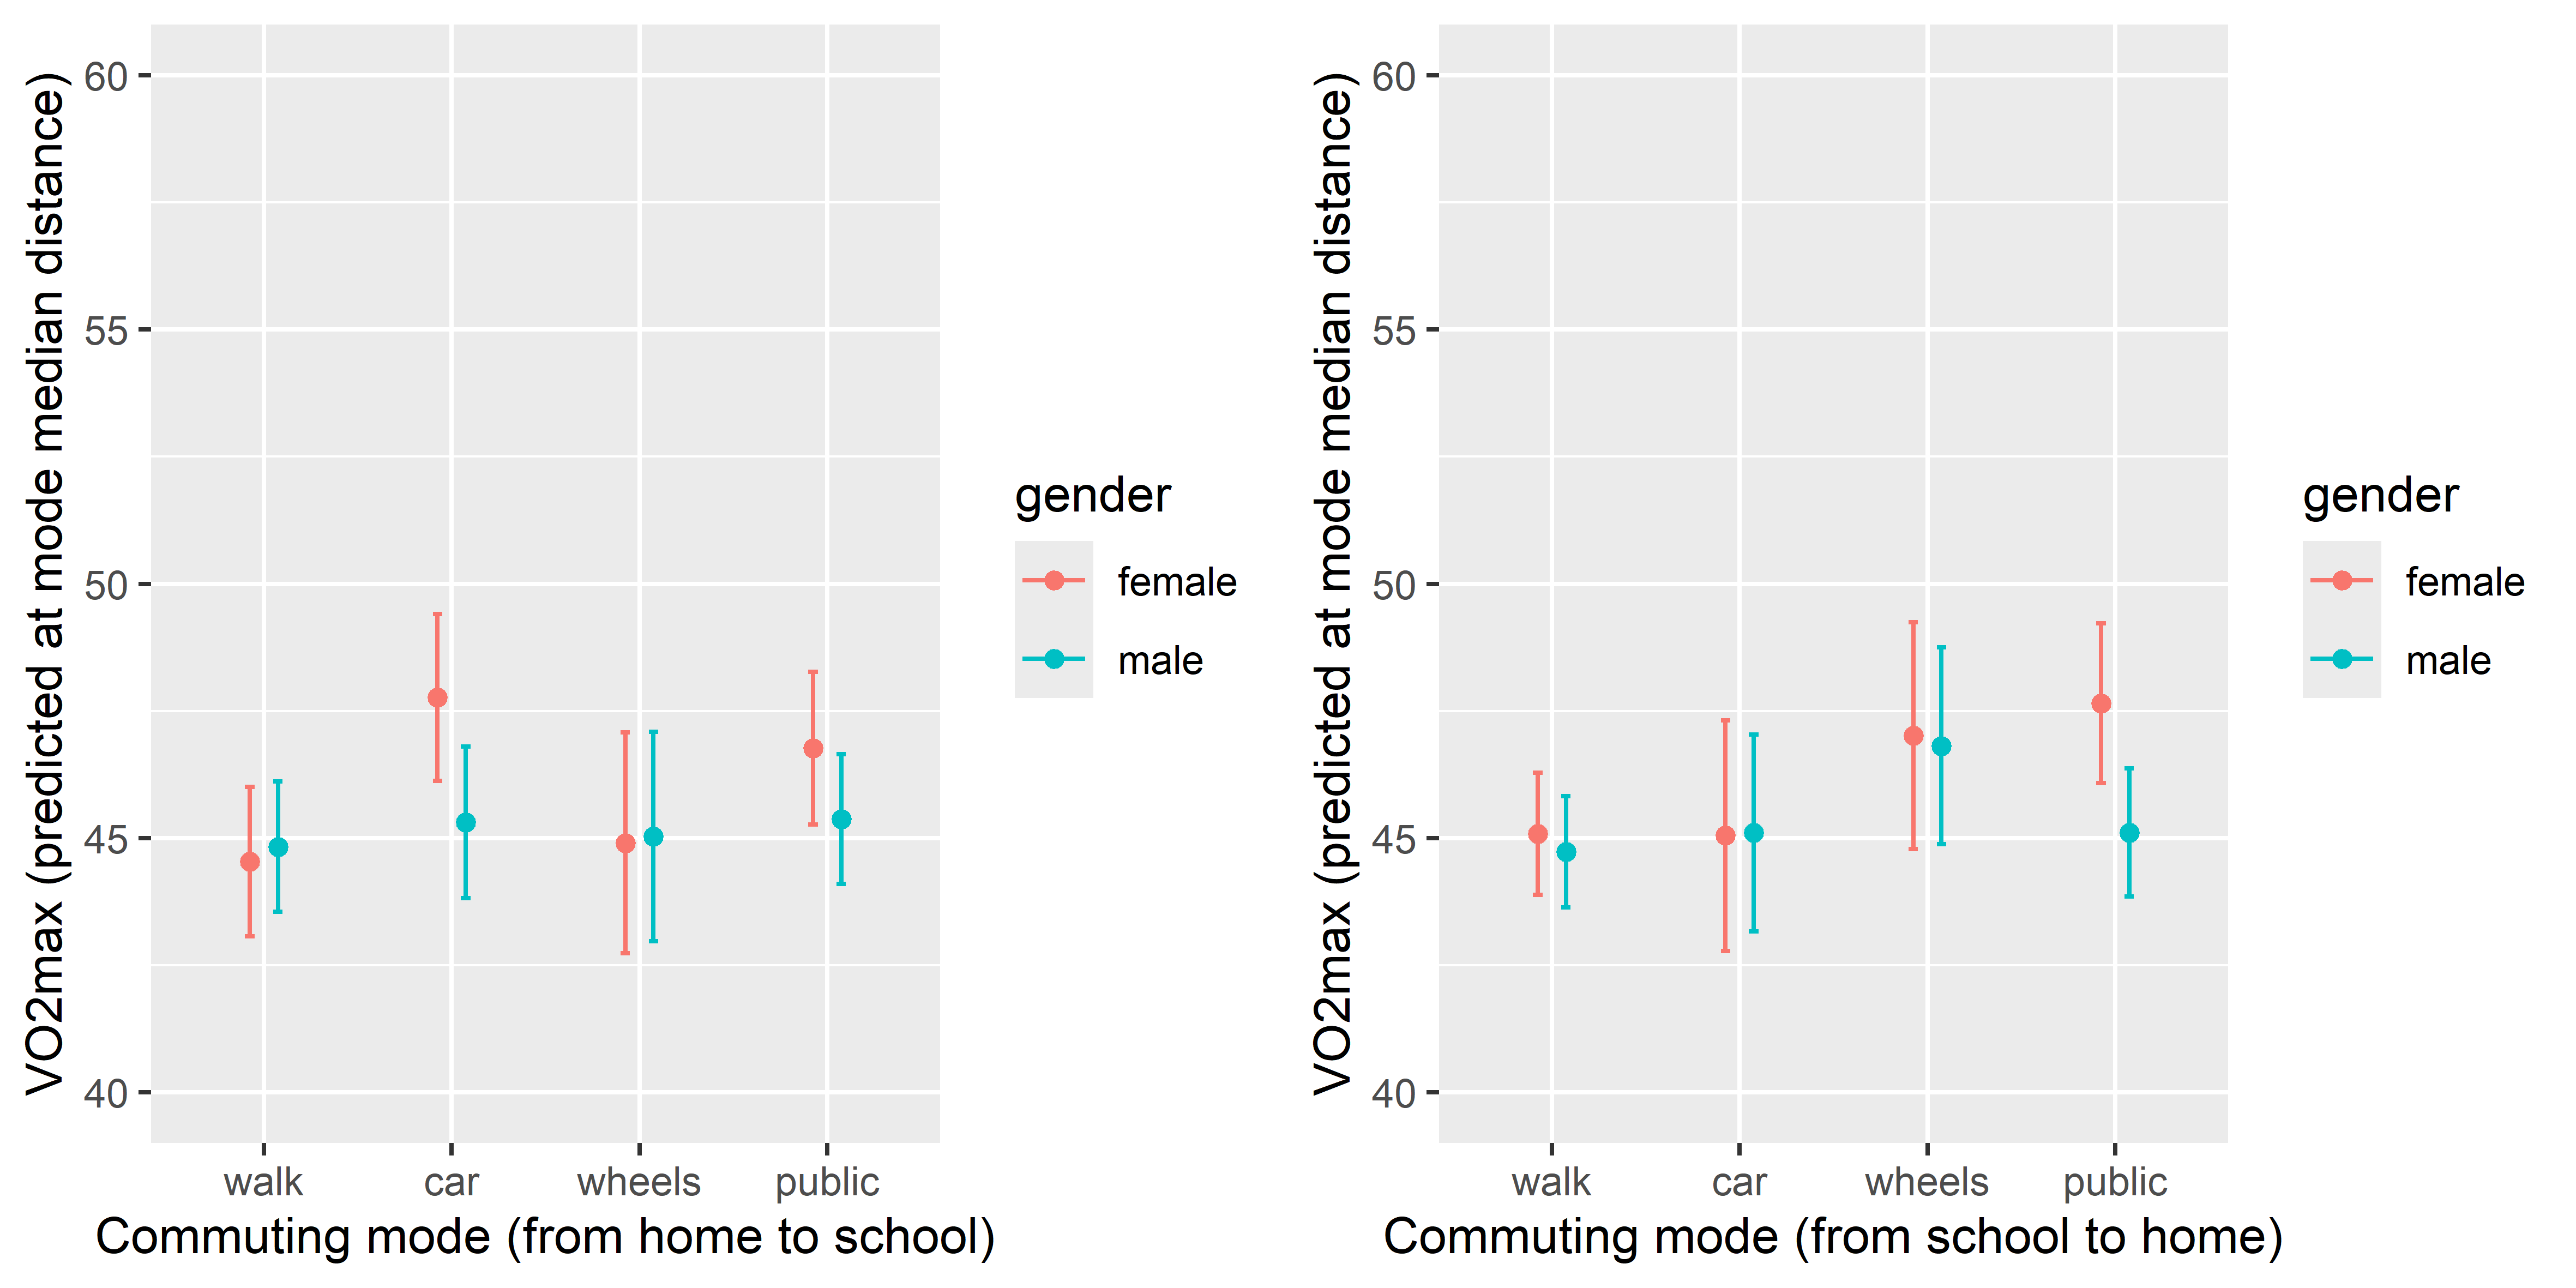 VO2max (predicted at mode median distance)
60
55
50
45
40
walk car wheels public
Commuting mode (from home to school)
gender
female
male
VO2max (predicted at mode median distance)
60
55
50
45
40
walk car wheels public
Commuting mode (from school to home)
gender
female
male